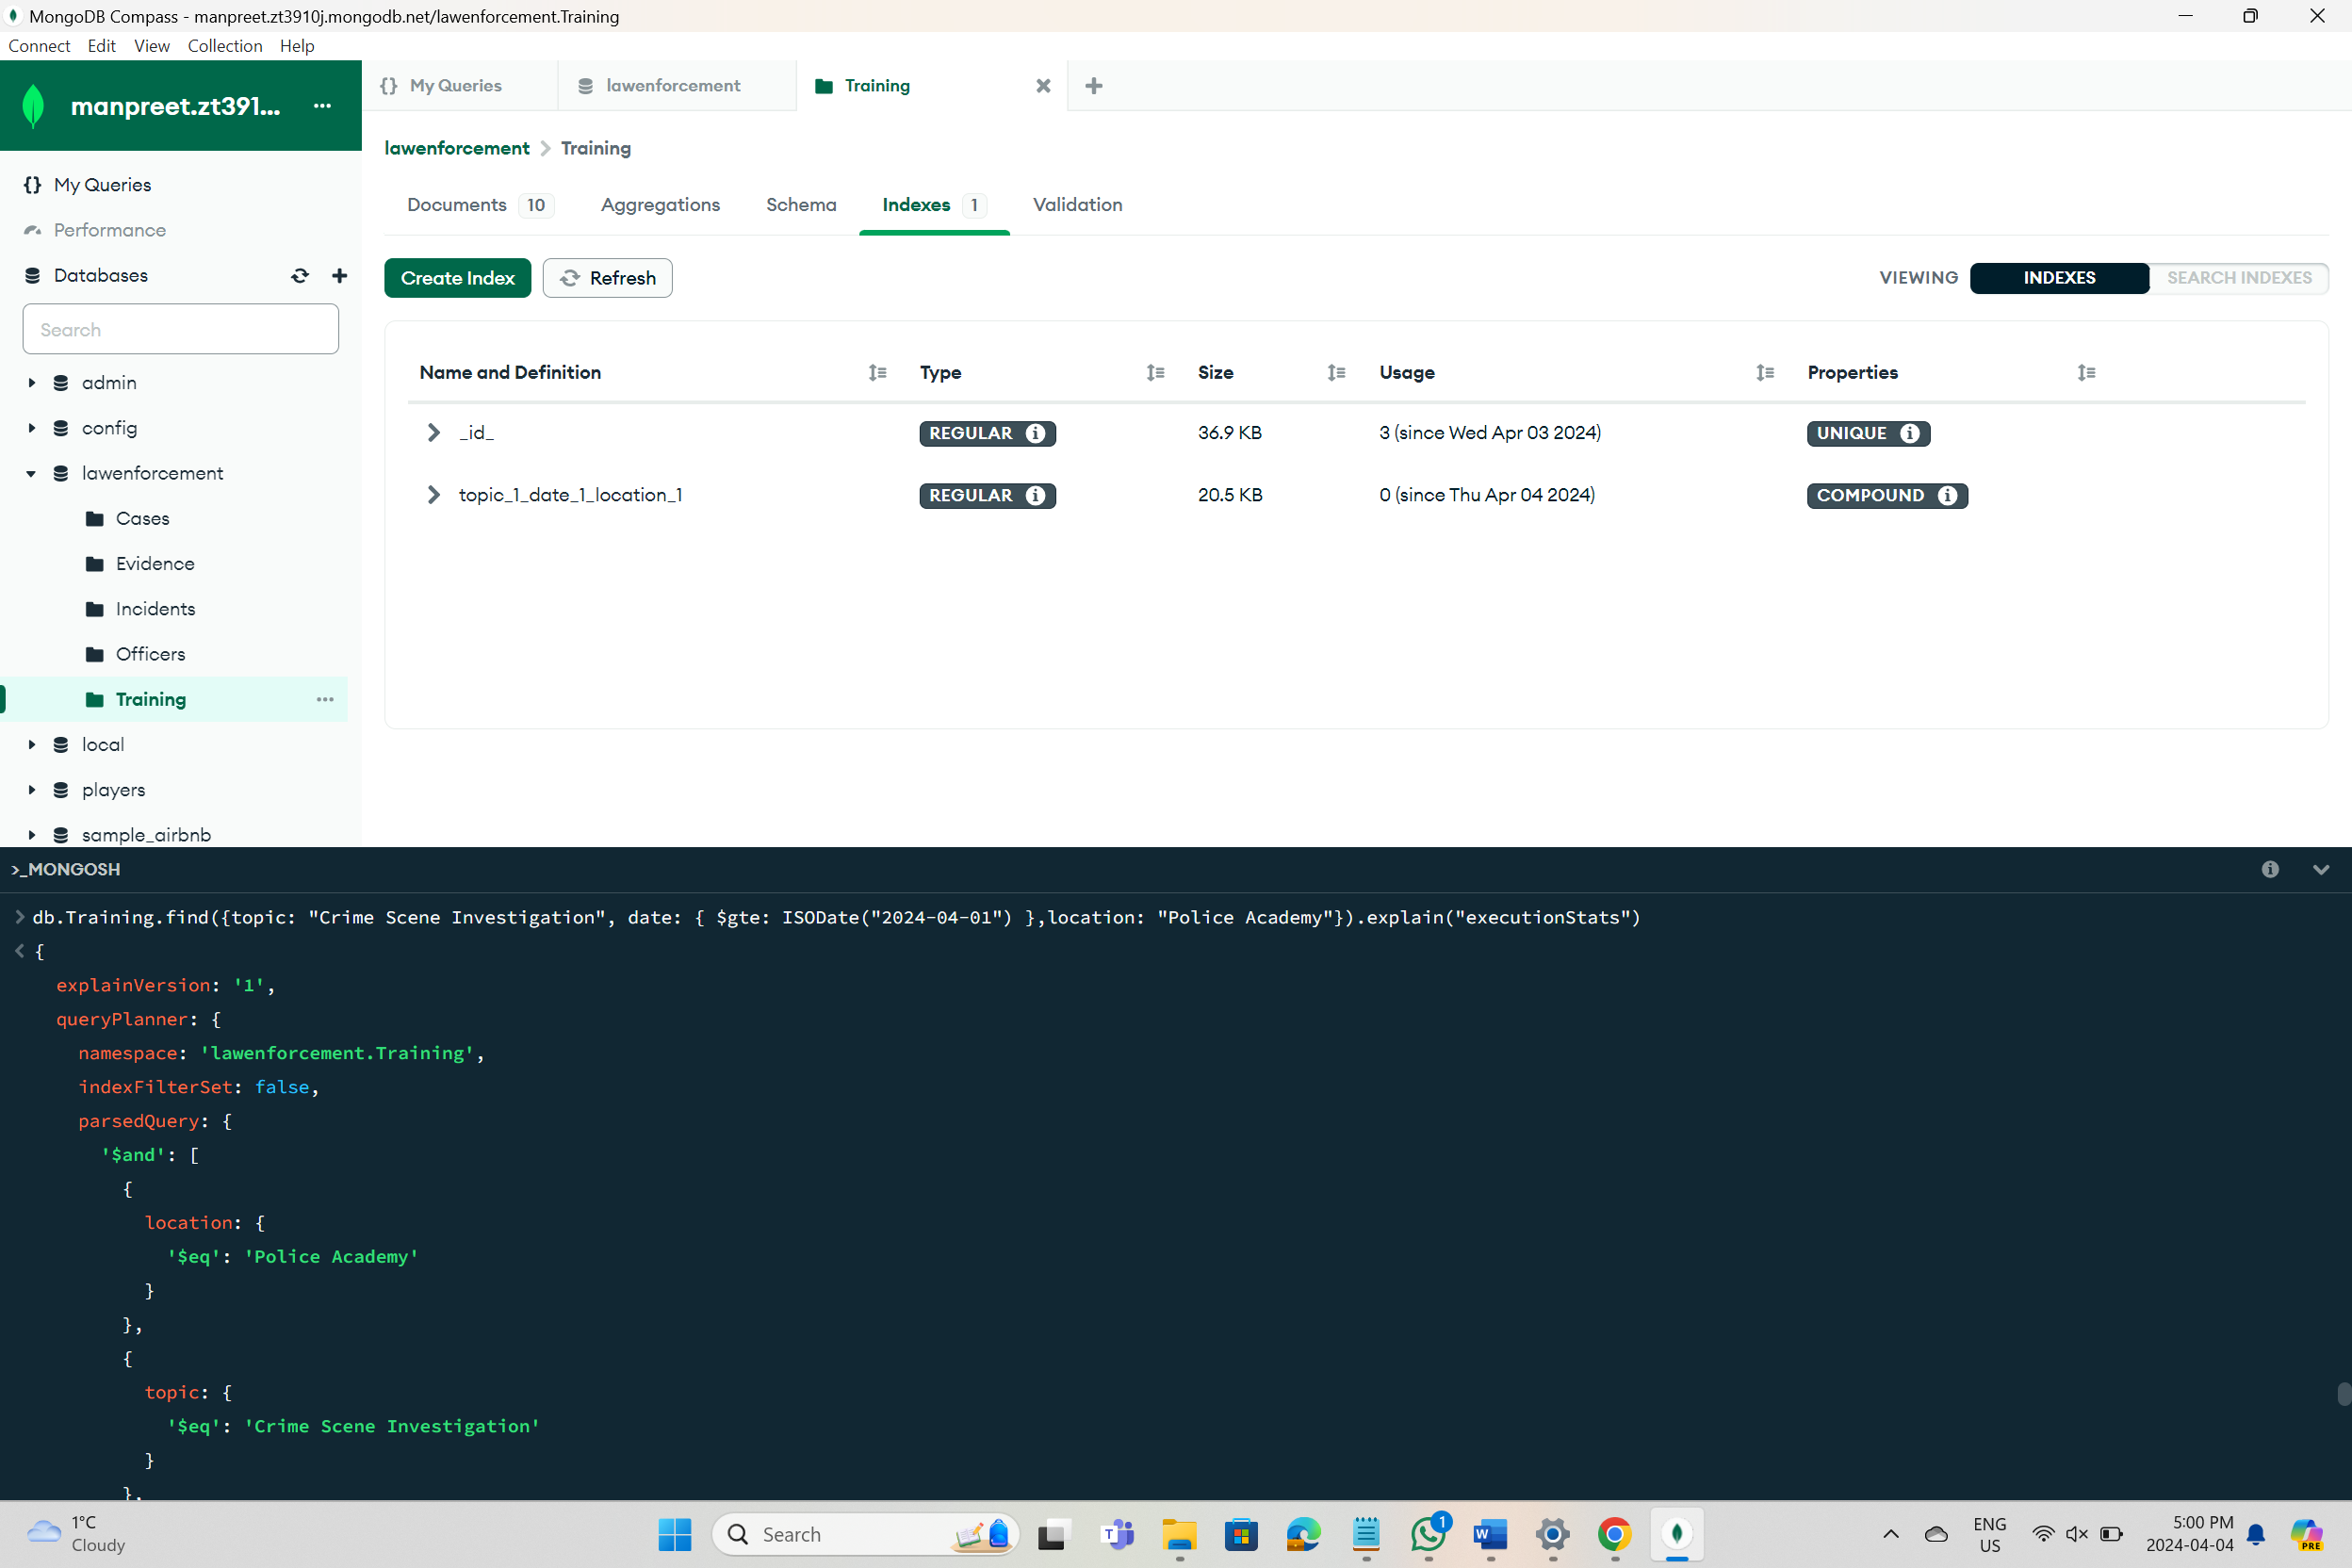 MongoDB Compass - manpreet.zt3910j.mongodb.net/lawenforcement.Training
Connect Edit View Collection Help
manpreet.zt391... ...
{} My Queries
lawenforcement
Training
lawenforcement > Training
{} My Queries
Performance
Databases
Search
admin
config
lawenforcement
Cases
Evidence
Incidents
Officers
Training ...
local
players
sample_airbnb
Documents 10 Aggregations Schema Indexes 1 Validation
Create Index Refresh VIEWING INDEXES SEARCH INDEXES
Name and Definition Type Size Usage Properties
_id_ REGULAR 36.9 KB 3 (since Wed Apr 03 2024) UNIQUE
topic_1_date_1_location_1 REGULAR 20.5 KB 0 (since Thu Apr 04 2024) COMPOUND
>_MONGOSH
> db.Training.find({topic: "Crime Scene Investigation", date: { $gte: ISODate("2024-04-01") },location: "Police Academy"}).explain("executionStats")
< {
explainVersion: '1',
queryPlanner: {
namespace: 'lawenforcement.Training',
indexFilterSet: false,
parsedQuery: {
'$and': [
{
location: {
'$eq': 'Police Academy'
}
},
{
topic: {
'$eq': 'Crime Scene Investigation'
}
},
1°C
Cloudy
Search
T
1
W
ENG
US
5:00 PM
2024-04-04
PRE